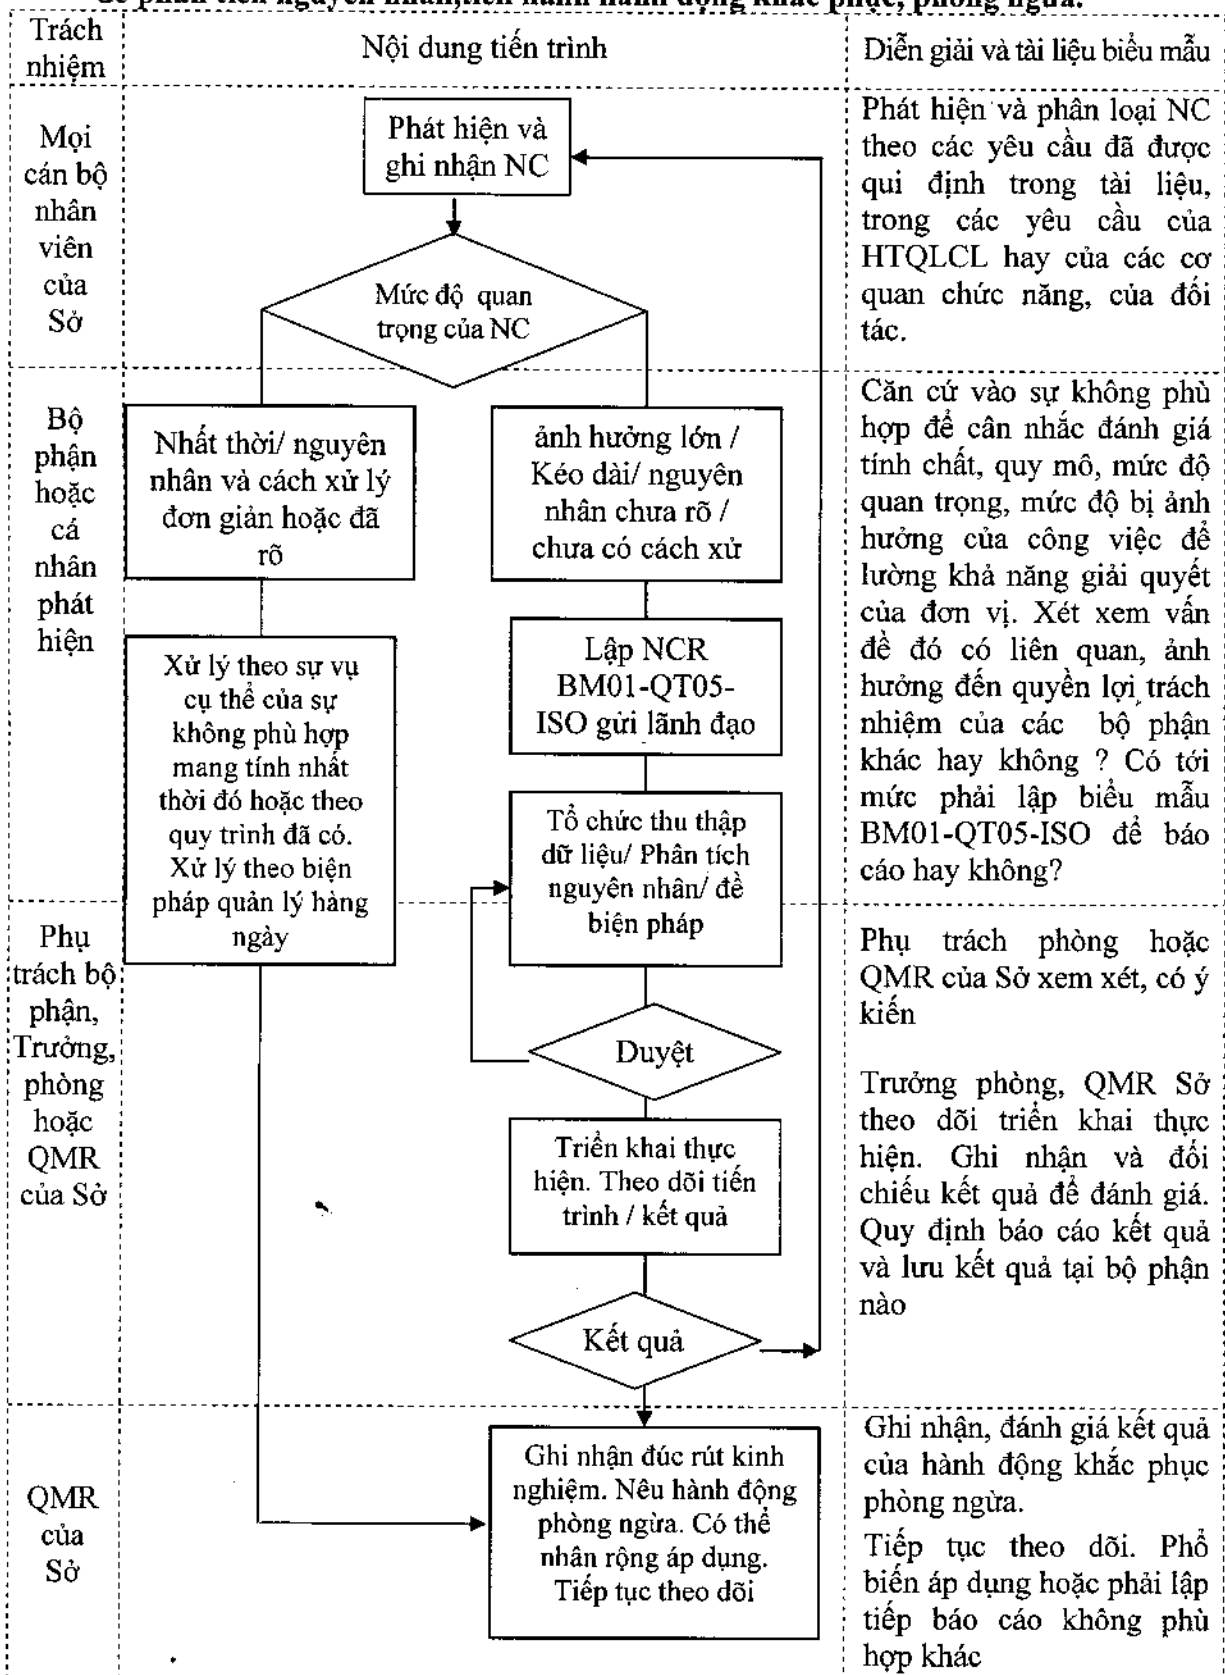 để phân tích nguyên nhân,tiến hành hành động khắc phục, phòng ngừa.
Trách
nhiệm
Nội dung tiến trình
Diễn giải và tài liệu biểu mẫu
Mọi
cán bộ
nhân
viên
của
Sở
Phát hiện và
ghi nhận NC
Mức độ quan
trọng của NC
Phát hiện và phân loại NC
theo các yêu cầu đã được
qui định trong tài liệu,
trong các yêu cầu của
HTQLCL hay của các cơ
quan chức năng, của đối
tác.
Bộ
phận
hoặc
cá
nhân
phát
hiện
Nhất thời/ nguyên
nhân và cách xử lý
đơn giản hoặc đã
rõ
ảnh hưởng lớn /
Kéo dài/ nguyên
nhân chưa rõ /
chưa có cách xử
Xử lý theo sự vụ
cụ thể của sự
không phù hợp
mang tính nhất
thời đó hoặc theo
quy trình đã có.
Xử lý theo biện
pháp quản lý hàng
ngày
Lập NCR
BM01-QT05-
ISO gửi lãnh đạo
Tổ chức thu thập
dữ liệu/ Phân tích
nguyên nhân/ đề
biện pháp
Căn cứ vào sự không phù
hợp để cân nhắc đánh giá
tính chất, quy mô, mức độ
quan trọng, mức độ bị ảnh
hưởng của công việc để
lường khả năng giải quyết
của đơn vị. Xét xem vấn
đề đó có liên quan, ảnh
hưởng đến quyền lợi trách
nhiệm của các bộ phận
khác hay không ? Có tới
mức phải lập biểu mẫu
BM01-QT05-ISO để báo
cáo hay không?
Phụ
trách bộ
phận,
Trưởng,
phòng
hoặc
QMR
của Sở
Duyệt
Triển khai thực
hiện. Theo dõi tiến
trình / kết quả
Kết quả
Phụ trách phòng hoặc
QMR của Sở xem xét, có ý
kiến
Trưởng phòng, QMR Sở
theo dõi triển khai thực
hiện. Ghi nhận và đối
chiếu kết quả để đánh giá.
Quy định báo cáo kết quả
và lưu kết quả tại bộ phận
nào
QMR
của
Sở
Ghi nhận đúc rút kinh
nghiệm. Nêu hành động
phòng ngừa. Có thể
nhân rộng áp dụng.
Tiếp tục theo dõi
Ghi nhận, đánh giá kết quả
của hành động khắc phục
phòng ngừa.
Tiếp tục theo dõi. Phổ
biến áp dụng hoặc phải lập
tiếp báo cáo không phù
hợp khác